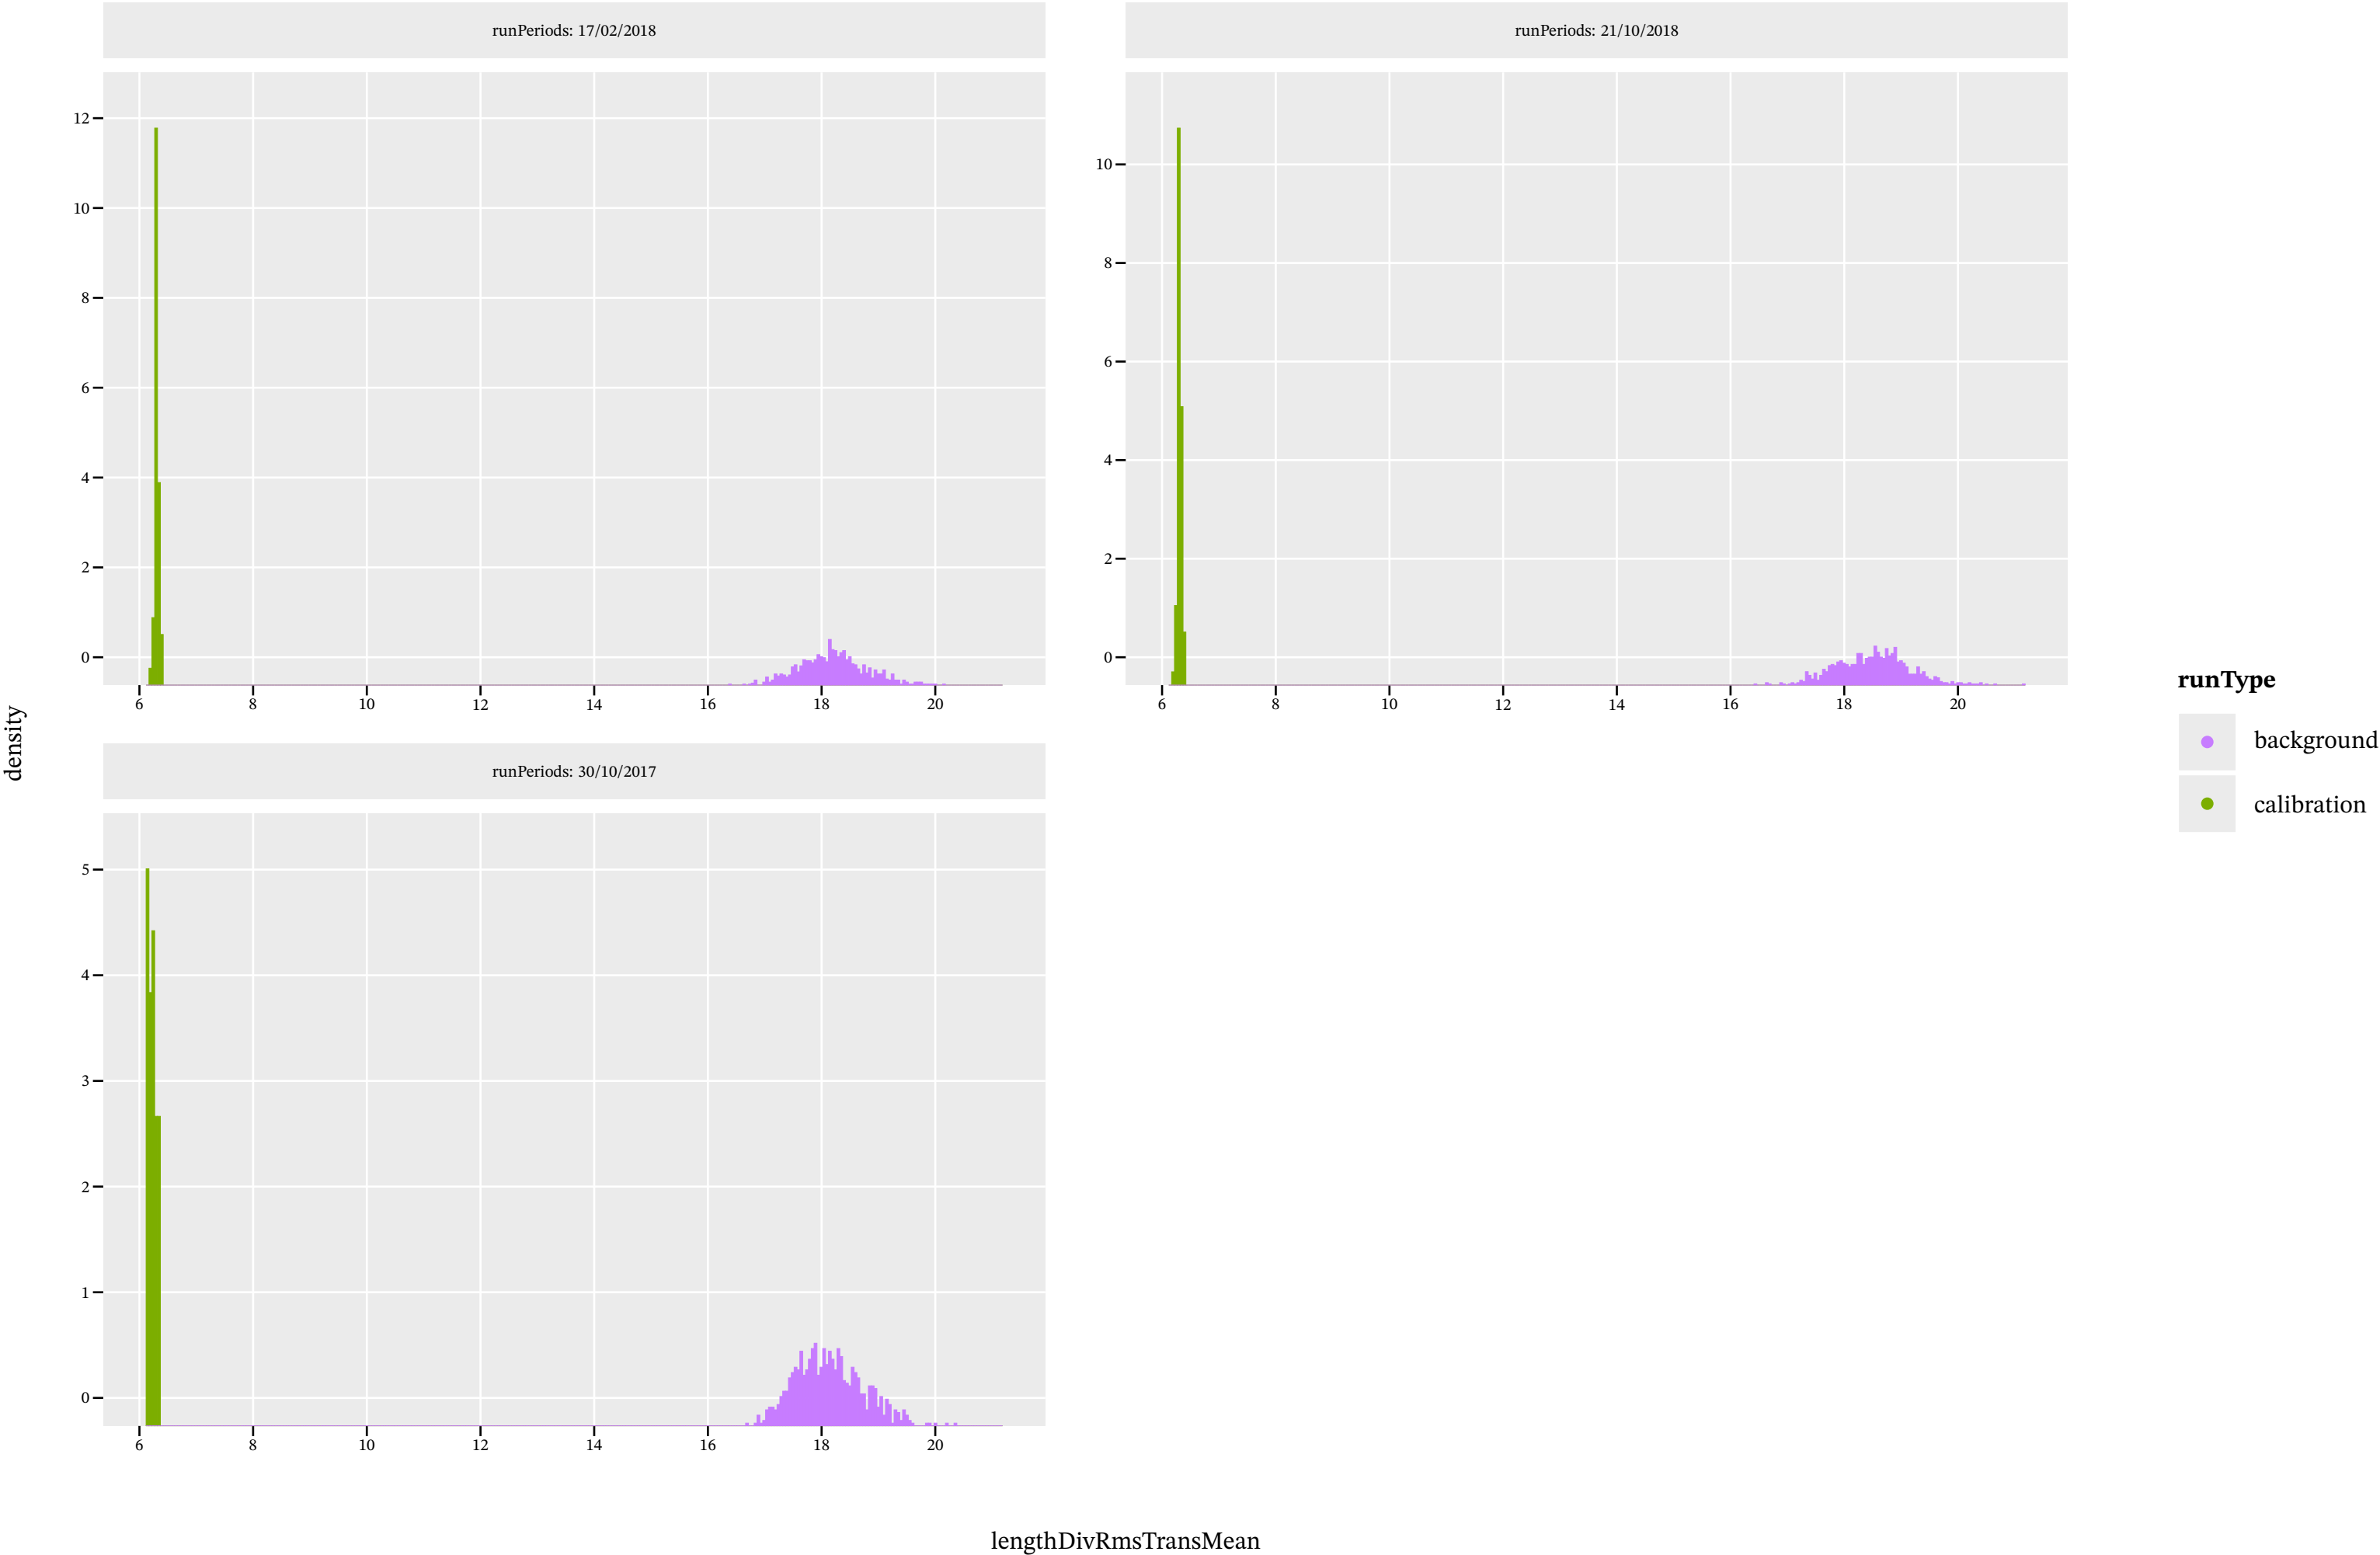 runPeriods: 17/02/2018
runPeriods: 21/10/2018
12
10
8
6
4
2
0
6 8 10 12 14 16 18 20
10
8
6
4
2
0
6 8 10 12 14 16 18 20
runPeriods: 30/10/2017
5
4
3
2
1
0
6 8 10 12 14 16 18 20
density
lengthDivRmsTransMean
runType
background
calibration